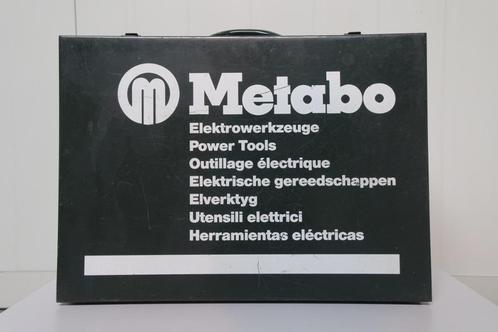 Metabo
Elektrowerkzeuge
Power Tools
Outillage électrique
Elektrische gereedschappen
Elverktyg
Utensili elettrici
Herramientas eléctricas